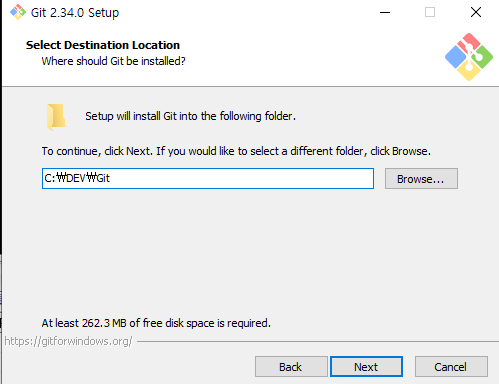 Git 2.34.0 Setup
Select Destination Location
Where should Git be installed?
Setup will install Git into the following folder.
To continue, click Next. If you would like to select a different folder, click Browse.
C:₩DEV₩Git
Browse...
At least 262.3 MB of free disk space is required.
https://gitforwindows.org/
Back
Next
Cancel